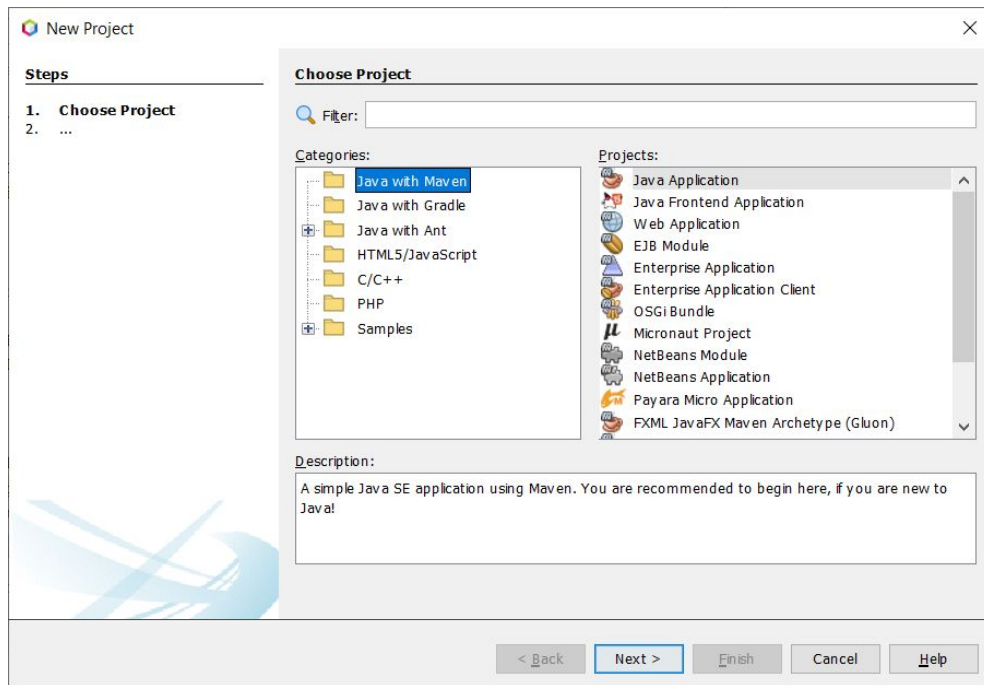 New Project
Steps
1. Choose Project
2. ...
Choose Project
Filter:
Categories:
Java with Maven
Java with Gradle
Java with Ant
HTML5/JavaScript
C/C++
PHP
Samples
Projects:
Java Application
Java Frontend Application
Web Application
EJB Module
Enterprise Application
Enterprise Application Client
OSGi Bundle
Micronaut Project
NetBeans Module
NetBeans Application
Payara Micro Application
FXML JavaFX Maven Archetype (Gluon)
Description:
A simple Java SE application using Maven. You are recommended to begin here, if you are new to
Java!
< Back
Next >
Finish
Cancel
Help